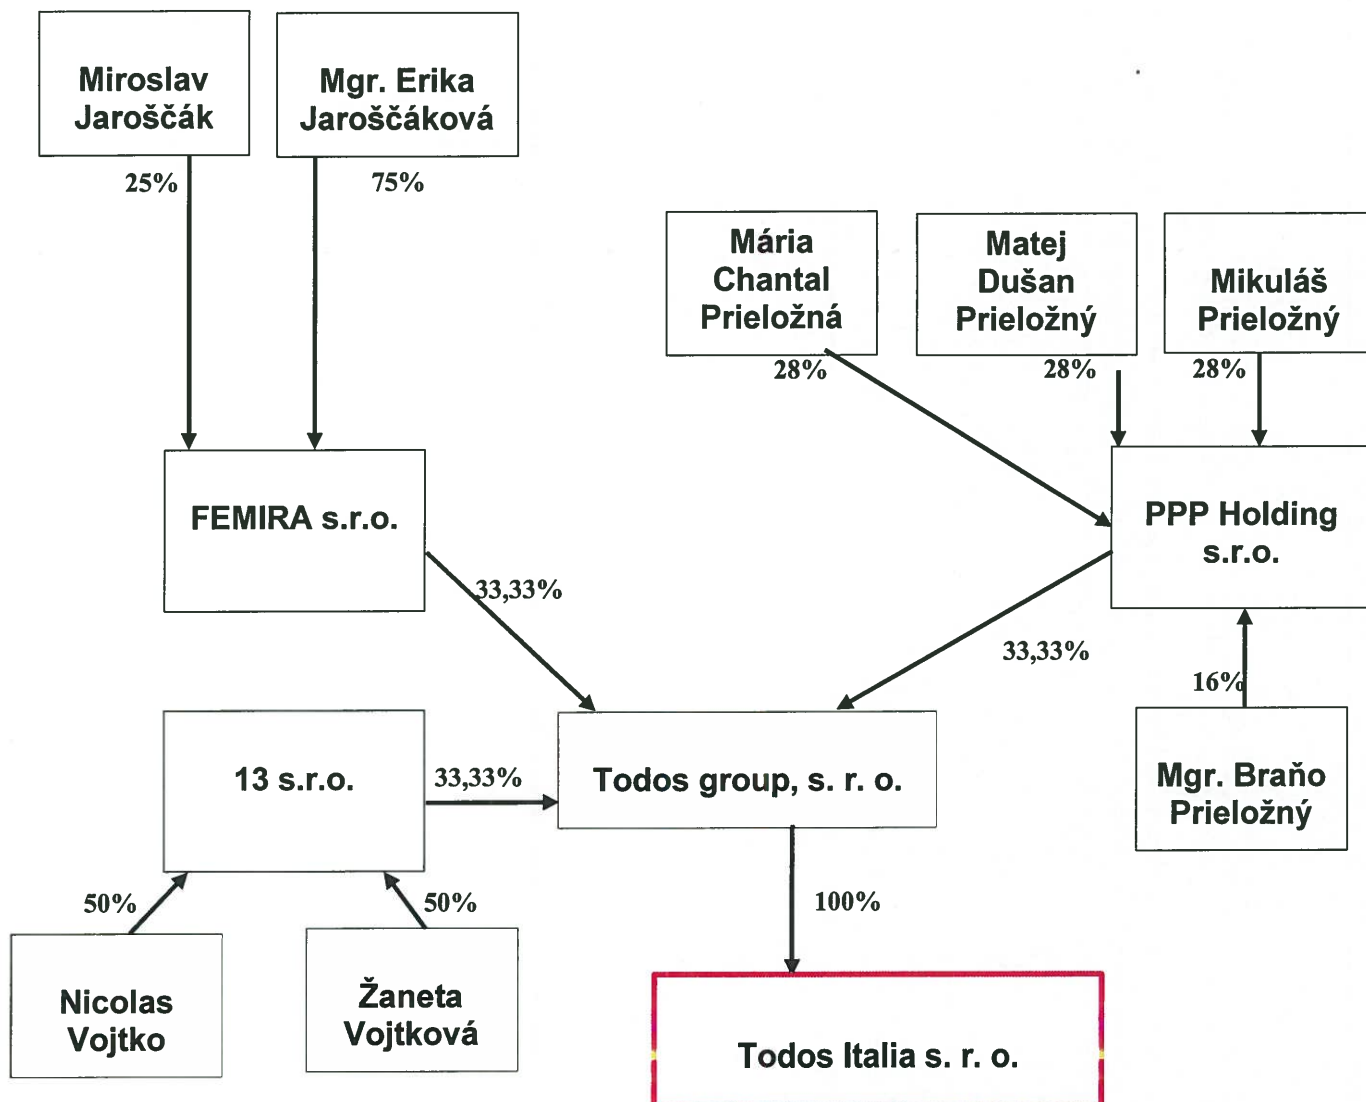 Miroslav
Jaroščák
Mgr. Erika
Jaroščáková
25%
75%
Mária
Chantal
Prieložná
Matej
Dušan
Prieložný
Mikuláš
Prieložný
28%
28%
28%
FEMIRA s.r.o.
PPP Holding
s.r.o.
33,33%
33,33%
16%
13 s.r.o.
33,33%
Todos group, s. r. o.
Mgr. Braňo
Prieložný
50%
50%
100%
Nicolas
Vojtko
Žaneta
Vojtková
Todos Italia s. r. o.